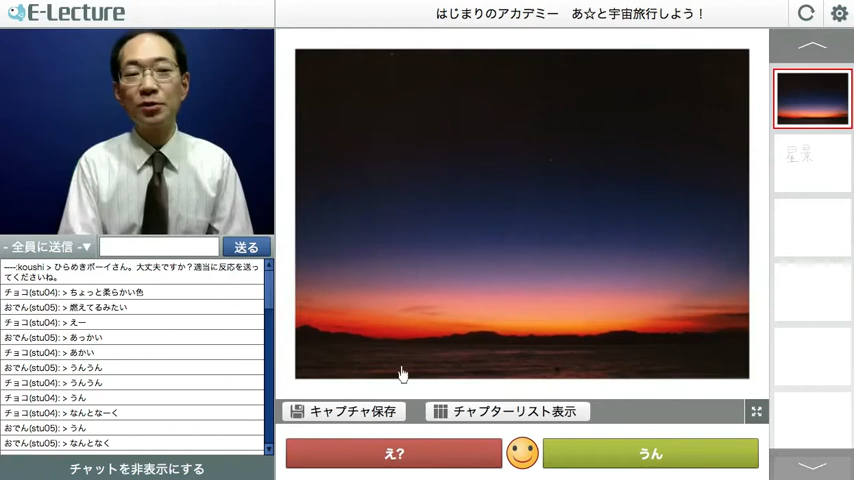 E-Lecture
はじまりのアカデミー あ☆と宇宙旅行しよう!
星景
- 全員に送信 -▼
送る
----:koushi > ひらめきボーイさん。大丈夫ですか？適当に反応を送っ
てくださいね。
チョコ(stu04): > ちょっと柔らかい色
おでん(stu05): > 燃えてるみたい
チョコ(stu04): > えー
おでん(stu05): > あっかい
チョコ(stu04): > あかい
おでん(stu05): > うんうん
チョコ(stu04): > うんうん
チョコ(stu04): > うん
チョコ(stu04): > なんとなーく
おでん(stu05): > うん
おでん(stu05): > なんとなく
チャットを非表示にする
キャプチャ保存
チャプターリスト表示
え?
うん